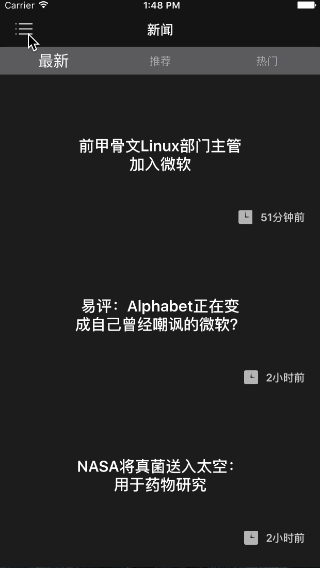 Carrier 1:48 PM
新闻
最新 推荐 热门
前甲骨文Linux部门主管
加入微软
51分钟前
易评：Alphabet正在变
成自己曾经嘲讽的微软？
2小时前
NASA将真菌送入太空：
用于药物研究
2小时前